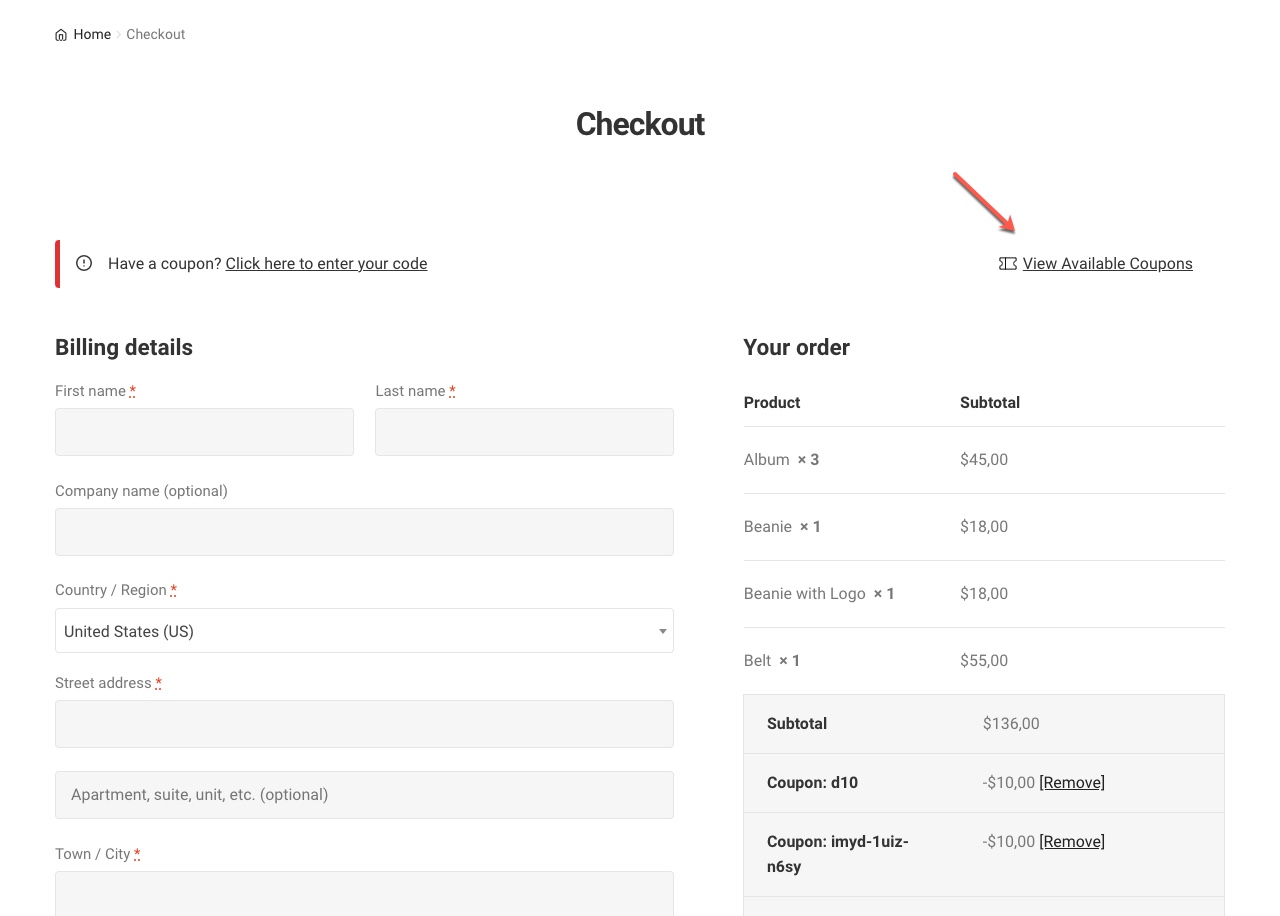 Home > Checkout
Checkout
Have a coupon? Click here to enter your code
View Available Coupons
Billing details
First name *
Last name *
Company name (optional)
Country / Region *
United States (US)
Street address *
Apartment, suite, unit, etc. (optional)
Town / City *
Your order
Product Subtotal
Album × 3 $45,00
Beanie × 1 $18,00
Beanie with Logo × 1 $18,00
Belt × 1 $55,00
Subtotal $136,00
Coupon: d10 -$10,00 [Remove]
Coupon: imyd-1uiz- -$10,00 [Remove]
n6sy